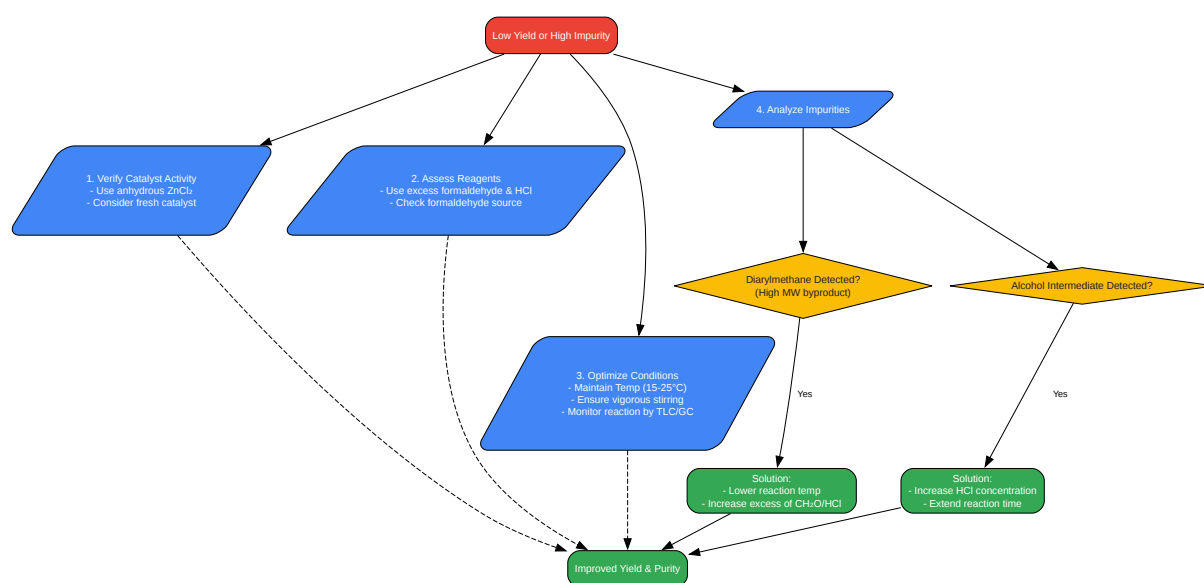 Low Yield or High Impurity
4. Analyze Impurities
1. Verify Catalyst Activity
- Use anhydrous ZnCl₂
- Consider fresh catalyst
2. Assess Reagents
- Use excess formaldehyde & HCl
- Check formaldehyde source
Diarylmethane Detected?
(High MW byproduct)
Alcohol Intermediate Detected?
3. Optimize Conditions
- Maintain Temp (15-25°C)
- Ensure vigorous stirring
- Monitor reaction by TLC/GC
Yes
Yes
Solution:
- Lower reaction temp
- Increase excess of CH₂O/HCl
Solution:
- Increase HCl concentration
- Extend reaction time
Improved Yield & Purity